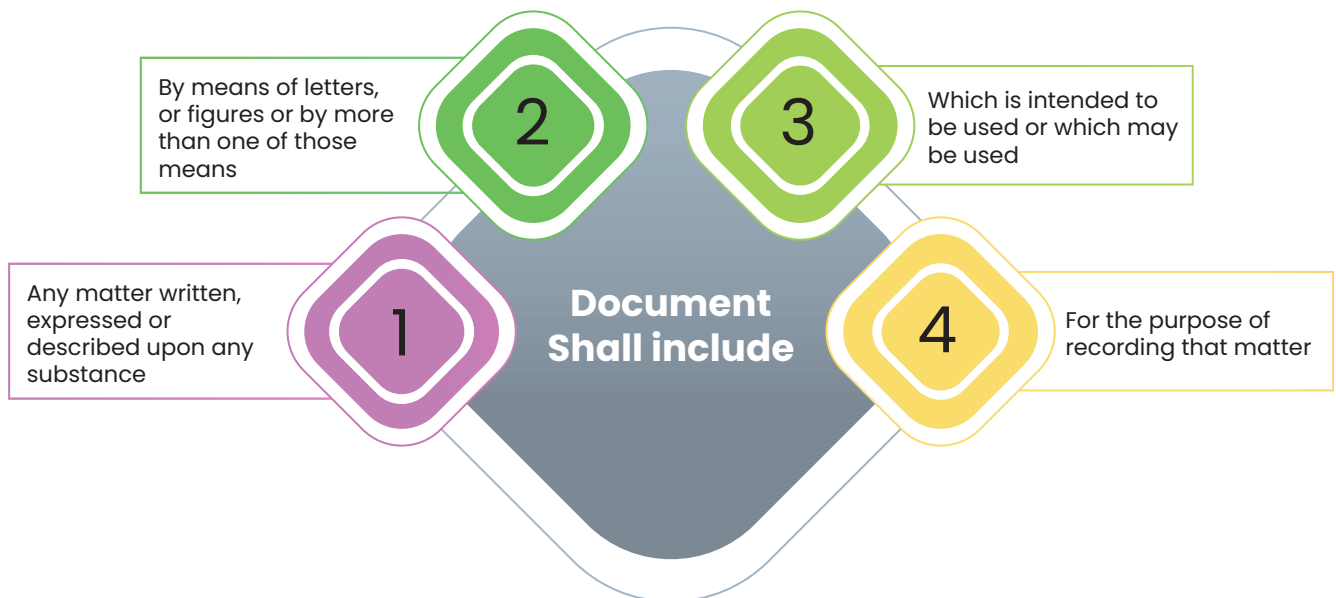 1
Any matter written,
expressed or
described upon any
substance
2
By means of letters,
or figures or by more
than one of those
means
Document
Shall include
3
Which is intended to
be used or which may
be used
4
For the purpose of
recording that matter